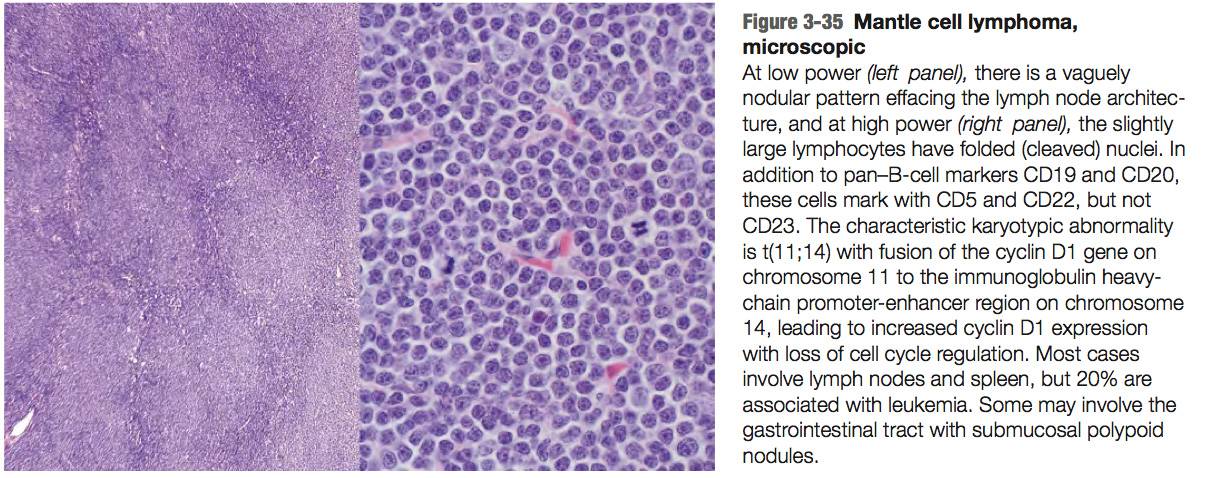 Figure 3-35 Mantle cell lymphoma,
microscopic
At low power (left panel), there is a vaguely
nodular pattern effacing the lymph node architec-
ture, and at high power (right panel), the slightly
large lymphocytes have folded (cleaved) nuclei. In
addition to pan–B-cell markers CD19 and CD20,
these cells mark with CD5 and CD22, but not
CD23. The characteristic karyotypic abnormality
is t(11;14) with fusion of the cyclin D1 gene on
chromosome 11 to the immunoglobulin heavy-
chain promoter-enhancer region on chromosome
14, leading to increased cyclin D1 expression
with loss of cell cycle regulation. Most cases
involve lymph nodes and spleen, but 20% are
associated with leukemia. Some may involve the
gastrointestinal tract with submucosal polypoid
nodules.